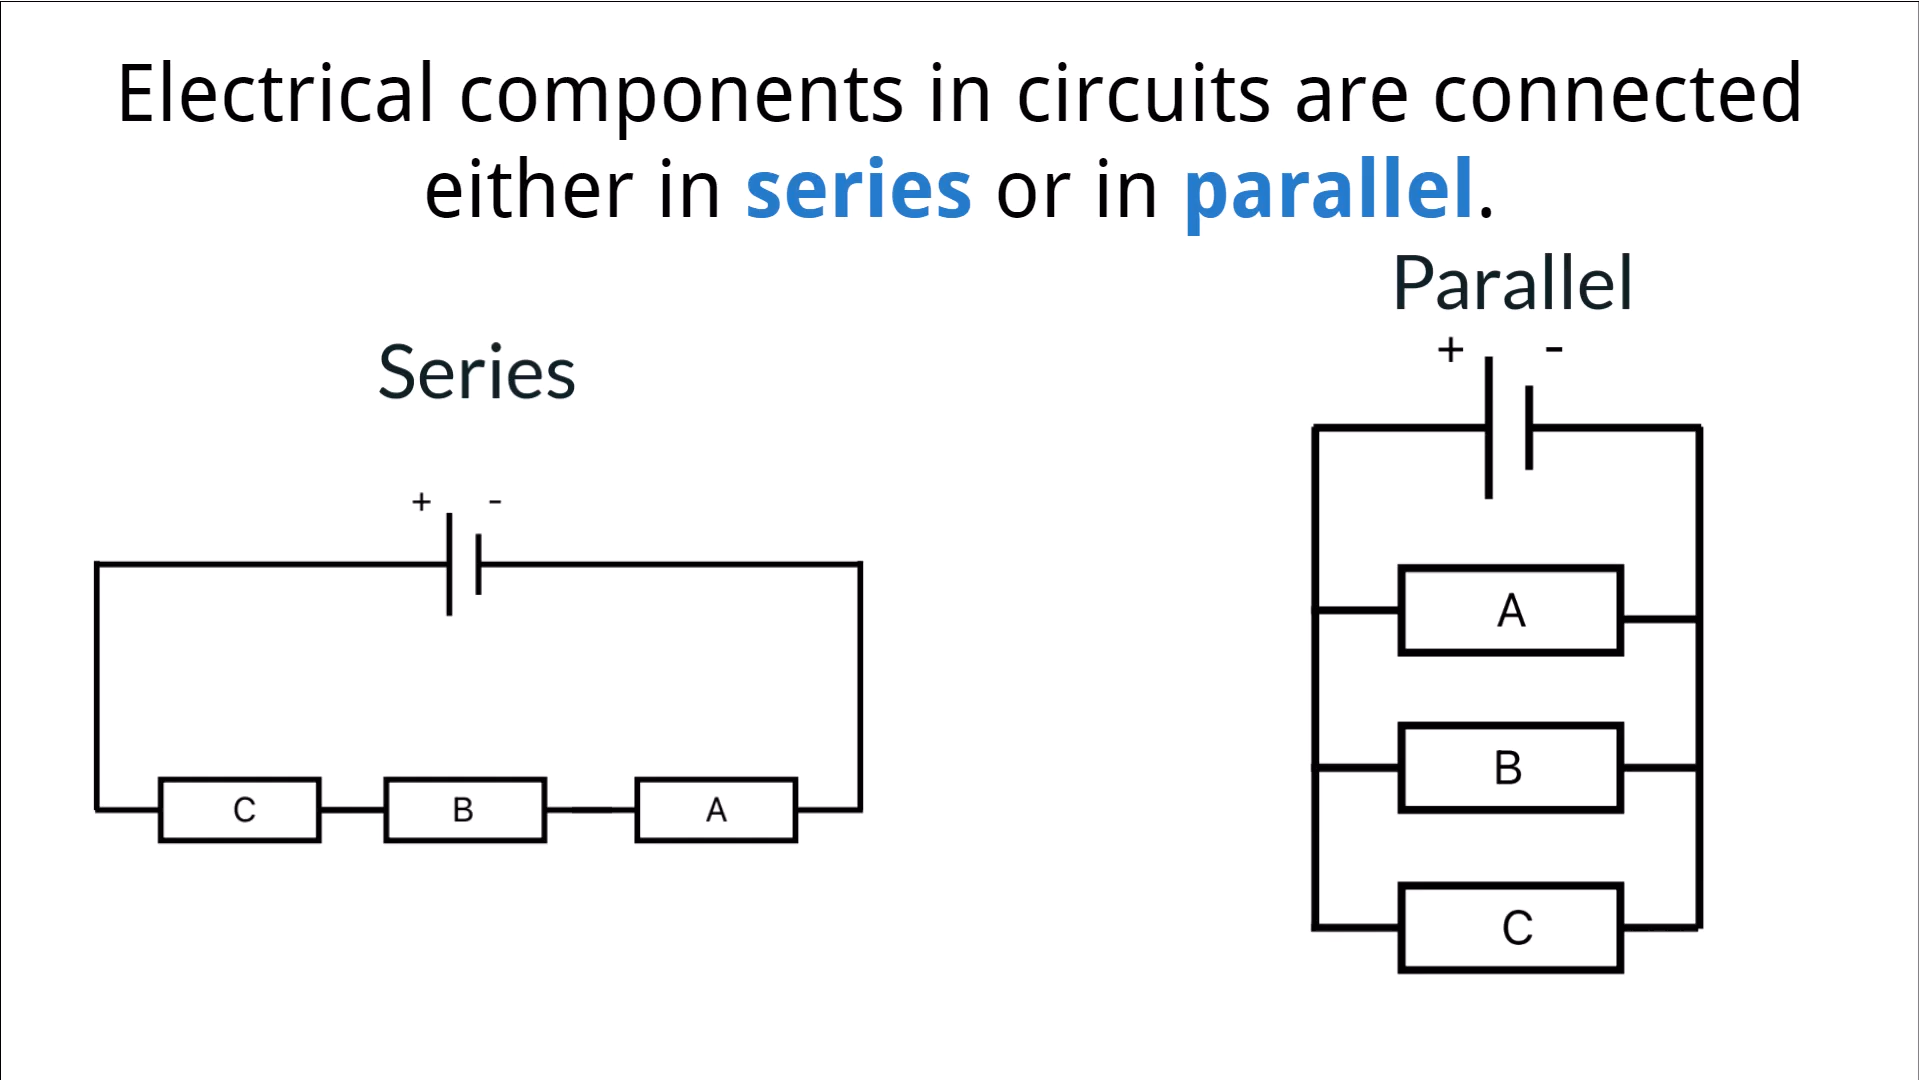 Electrical components in circuits are connected
either in series or in parallel.
Series
+ -
C B A
Parallel
+ -
A
B
C